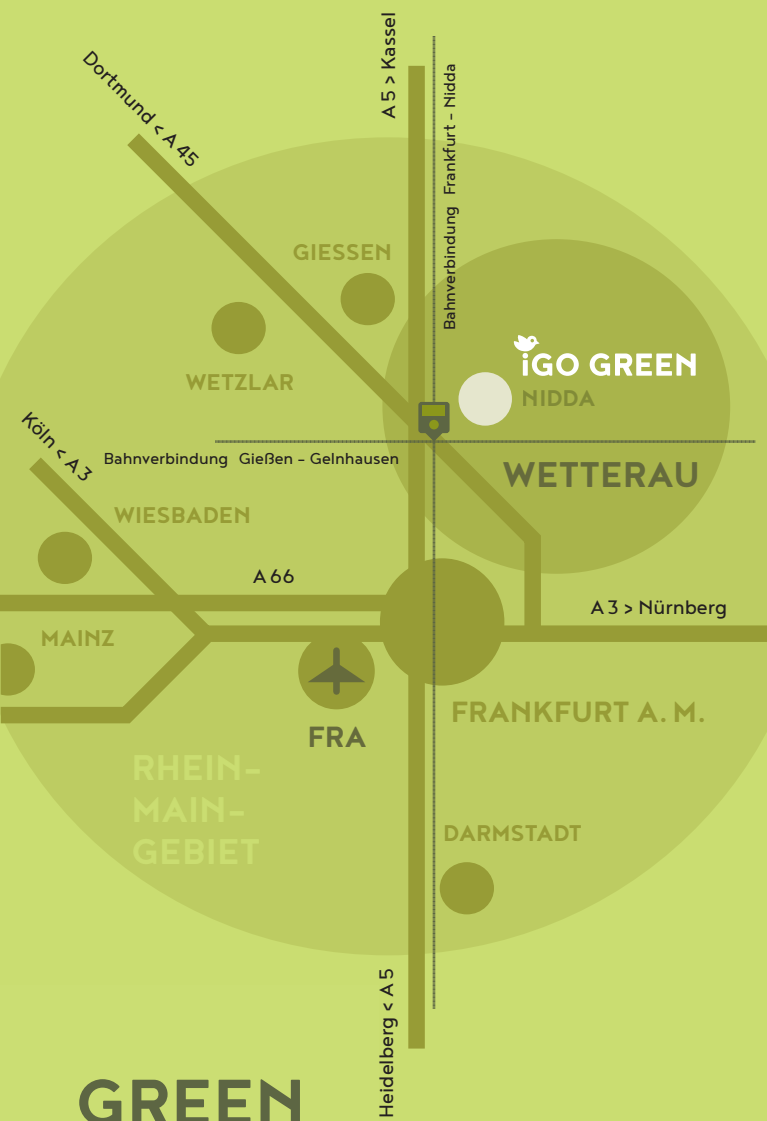 A 5 > Kassel
Bahnverbindung Frankfurt – Nidda
Dortmund < A 45
GIESSEN
WETZLAR
iGO GREEN
NIDDA
Köln < A 3
Bahnverbindung Gießen – Gelnhausen
WETTERAU
WIESBADEN
A 66
A 3 > Nürnberg
MAINZ
FRANKFURT A. M.
FRA
RHEIN–
MAIN–
GEBIET
DARMSTADT
Heidelberg < A 5
GREEN